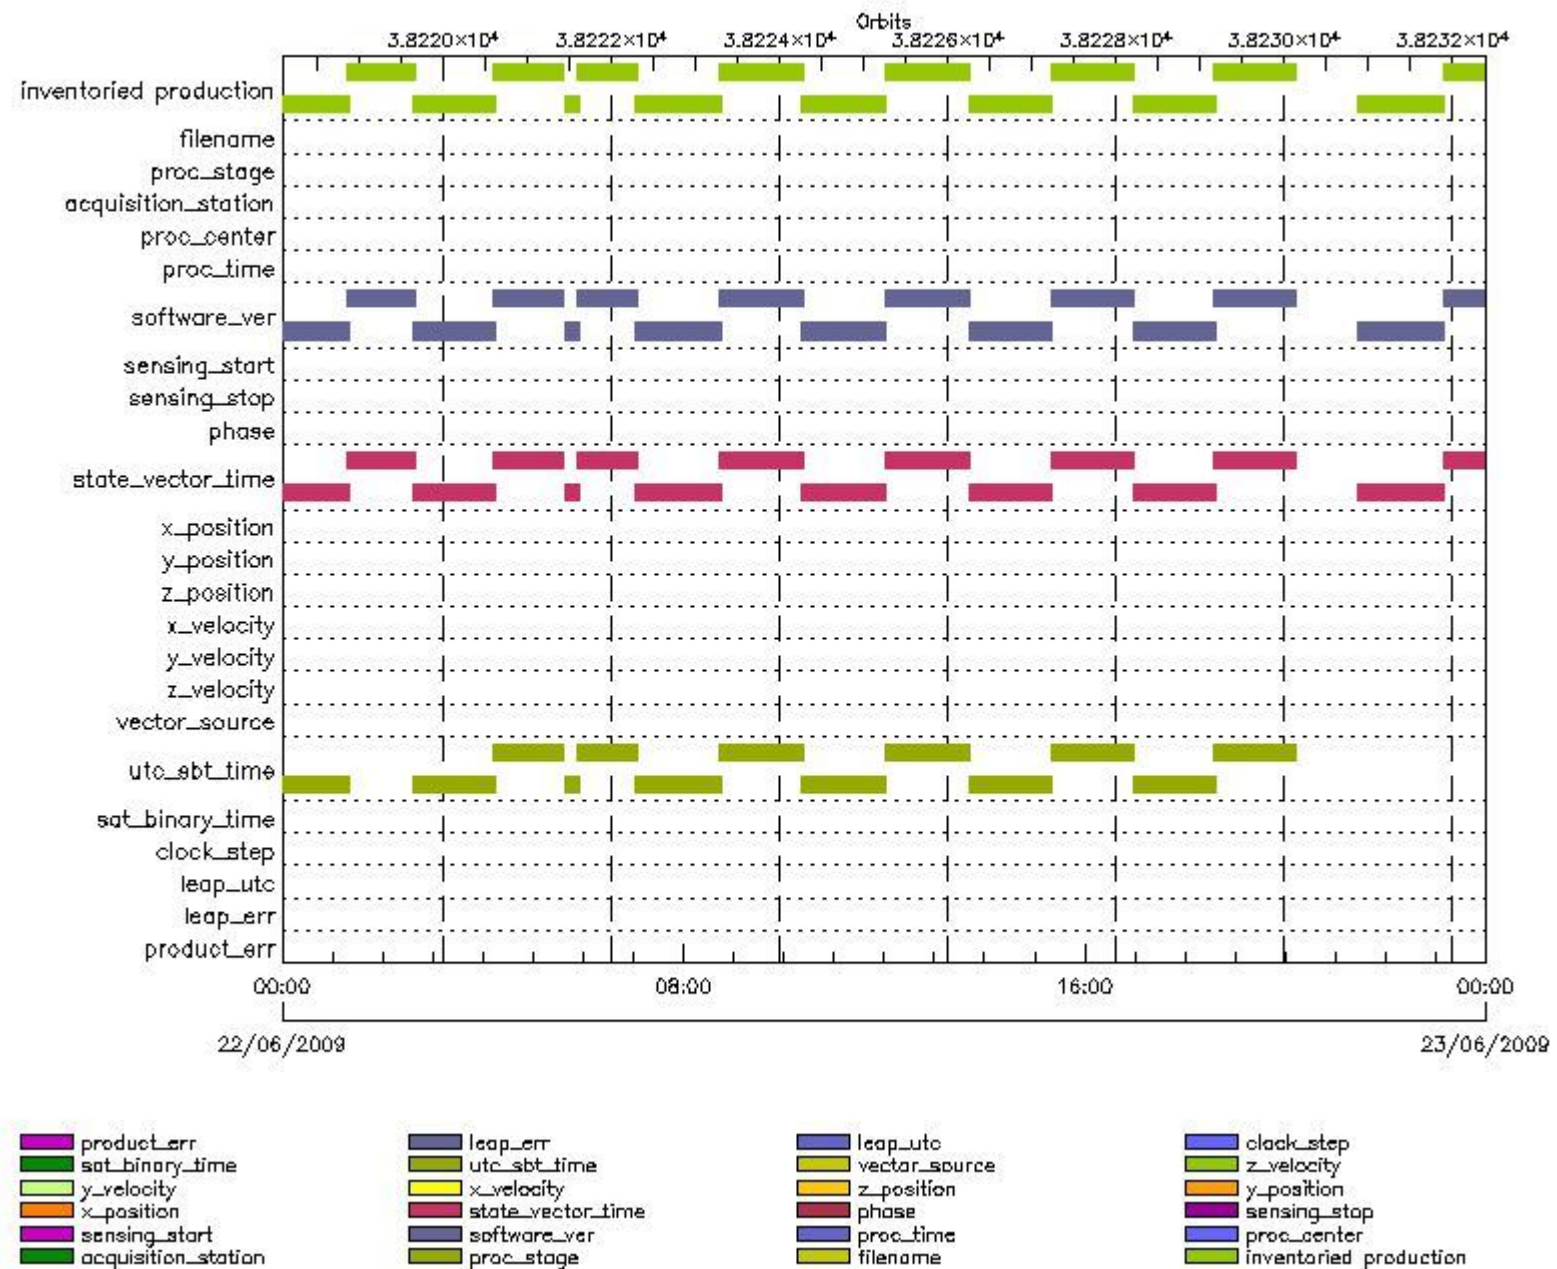 Orbits
3.8220×10⁴ 3.8222×10⁴ 3.8224×10⁴ 3.8226×10⁴ 3.8228×10⁴ 3.8230×10⁴ 3.8232×10⁴
inventoried production
filename
proc_stage
acquisition_station
proc_center
proc_time
software_ver
sensing_start
sensing_stop
phase
state_vector_time
x_position
y_position
z_position
x_velocity
y_velocity
z_velocity
vector_source
utc_sbt_time
sat_binary_time
clock_step
leap_utc
leap_err
product_err
00:00 08:00 16:00 00:00
22/06/2009 23/06/2009
product_err leap_err leap_utc clock_step
sat_binary_time utc_sbt_time vector_source z_velocity
y_velocity x_velocity z_position y_position
x_position state_vector_time phase sensing_stop
sensing_start software_ver proc_time proc_center
acquisition_station proc_stage filename inventoried production